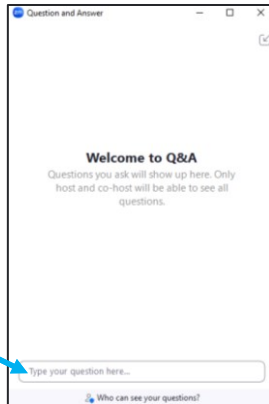 Question and Answer
Welcome to Q&A
Questions you ask will show up here. Only
host and co-host will be able to see all
questions.
Type your question here...
Who can see your questions?